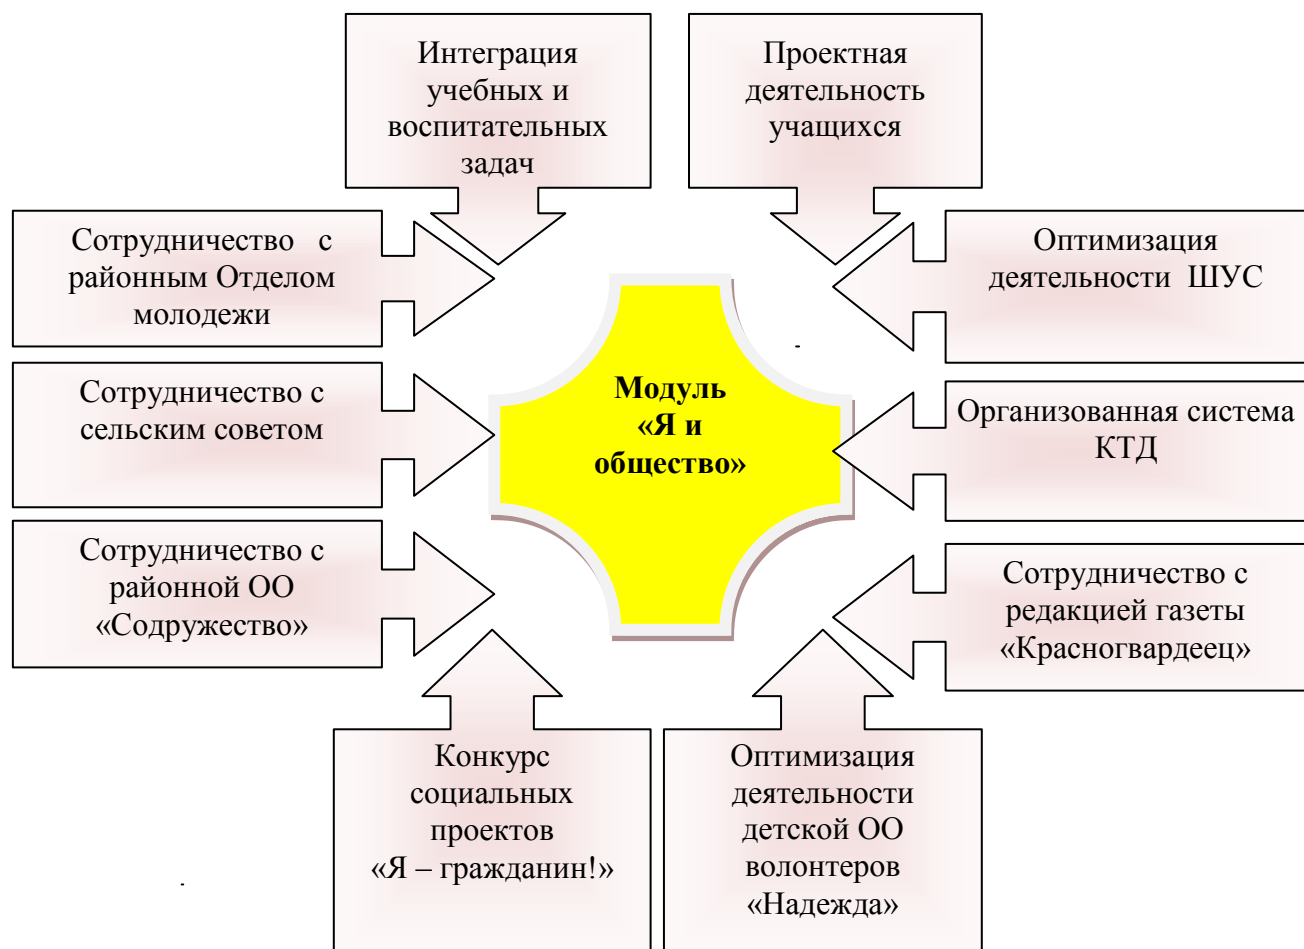 Интеграция
учебных и
воспитательных
задач
Проектная
деятельность
учащихся
Сотрудничество с
районным Отделом
молодежи
Оптимизация
деятельности ШУС
Сотрудничество с
сельским советом
Модуль
«Я и
общество»
Организованная система
КТД
Сотрудничество с
районной ОО
«Содружество»
Сотрудничество с
редакцией газеты
«Красногвардеец»
Конкурс
социальных
проектов
«Я – гражданин!»
Оптимизация
деятельности
детской ОО
волонтеров
«Надежда»